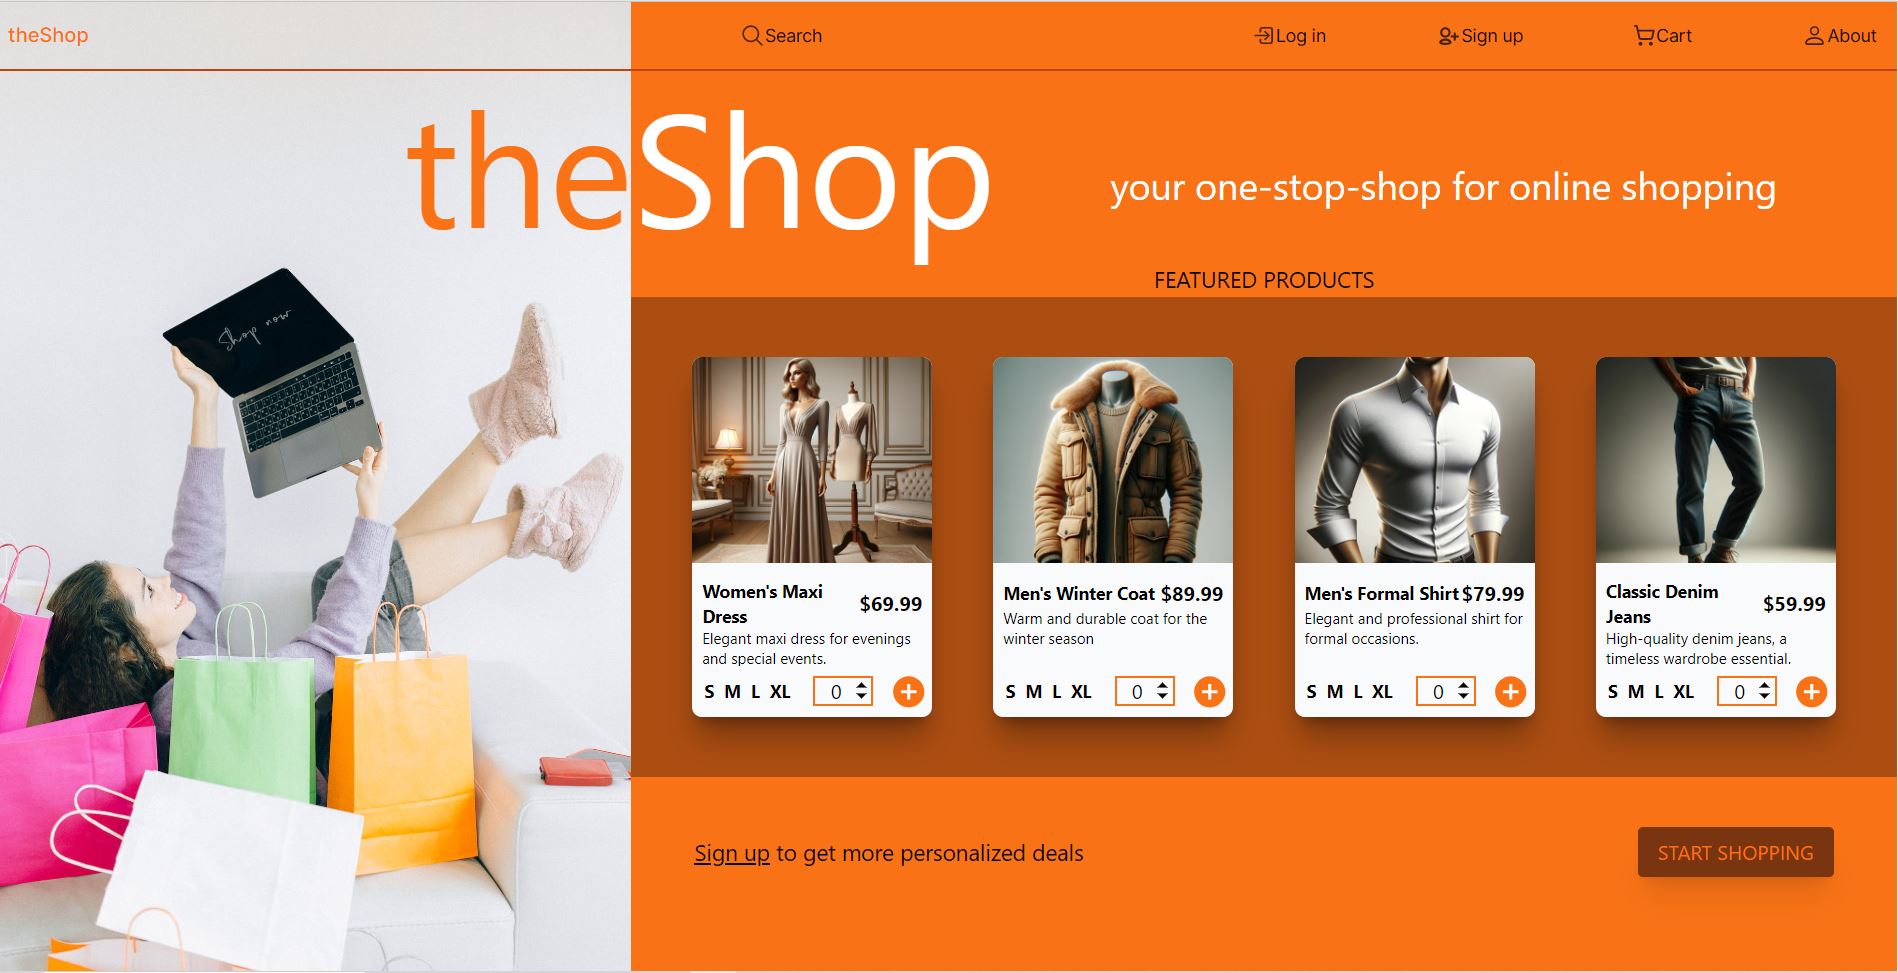 theShop
Search
Log in
Sign up
Cart
About
theShop
your one-stop-shop for online shopping
FEATURED PRODUCTS
Shop now
Women's Maxi
Dress
$69.99
Elegant maxi dress for evenings
and special events.
S M L XL 0
Men's Winter Coat $89.99
Warm and durable coat for the
winter season
S M L XL 0
Men's Formal Shirt $79.99
Elegant and professional shirt for
formal occasions.
S M L XL 0
Classic Denim
Jeans
$59.99
High-quality denim jeans, a
timeless wardrobe essential.
S M L XL 0
Sign up to get more personalized deals
START SHOPPING